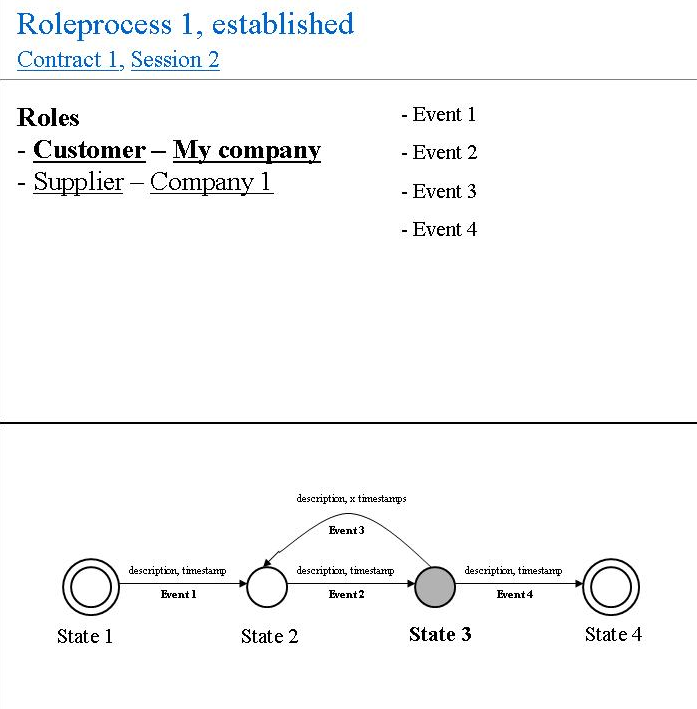 Roleprocess 1, established
Contract 1, Session 2
Roles
- Customer – My company
- Supplier – Company 1
- Event 1
- Event 2
- Event 3
- Event 4
description, x timestamps
Event 3
description, timestamp
Event 1
description, timestamp
Event 2
description, timestamp
Event 4
State 1
State 2
State 3
State 4